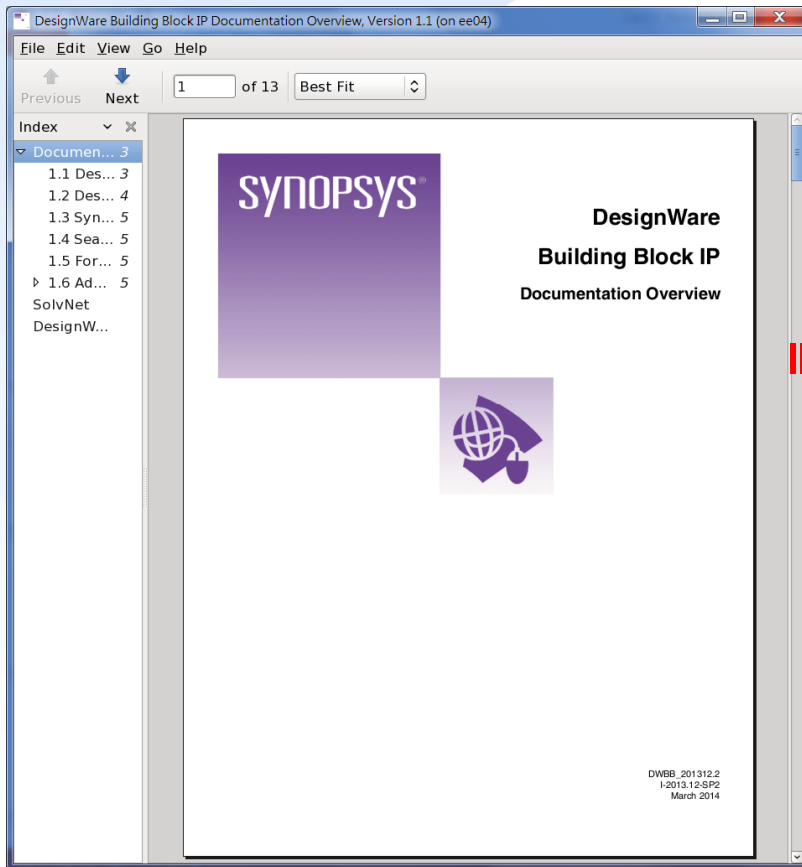 DesignWare Building Block IP Documentation Overview, Version 1.1 (on ee04)
File Edit View Go Help
Previous Next 1 of 13 Best Fit
Index
Documen... 3
1.1 Des... 3
1.2 Des... 4
1.3 Syn... 5
1.4 Sea... 5
1.5 For... 5
1.6 Ad... 5
SolvNet
DesignW...
SYNOPSYS®
DesignWare
Building Block IP
Documentation Overview
DWBB_201312.2
I-2013.12-SP2
March 2014